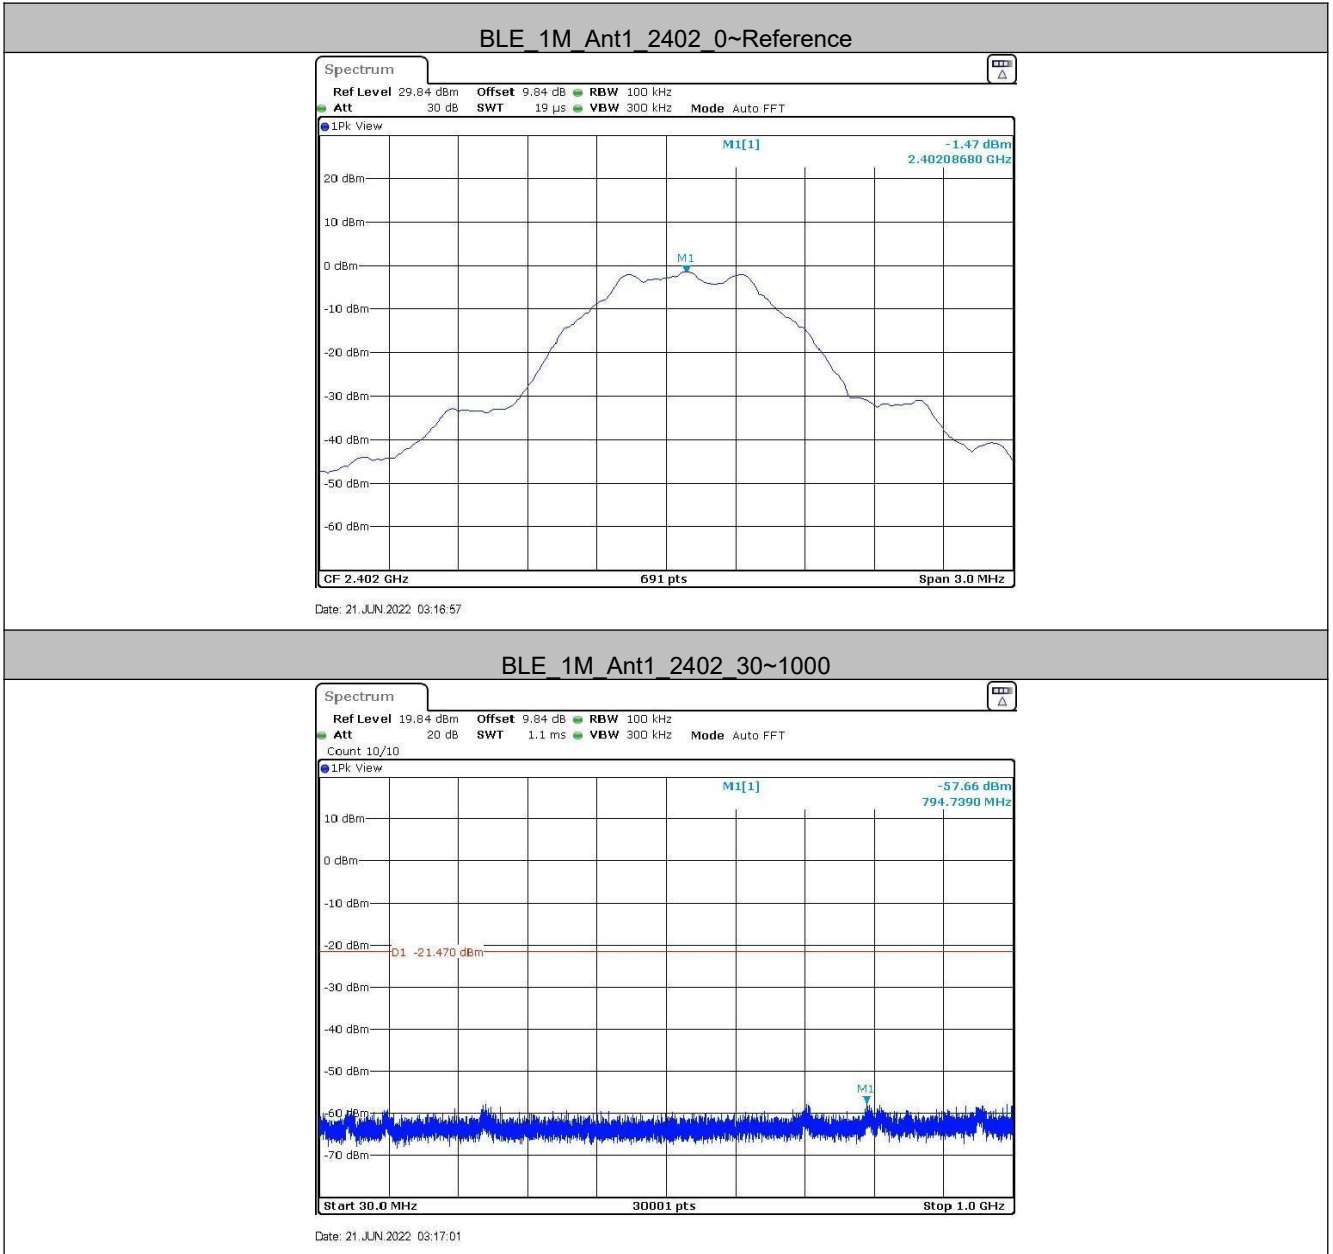 BLE_1M_Ant1_2402_0~Reference
Spectrum
Ref Level 29.84 dBm Offset 9.84 dB RBW 100 kHz
Att 30 dB SWT 19 µs VBW 300 kHz Mode Auto FFT
1Pk View
M1[1] -1.47 dBm
2.40208680 GHz
20 dBm
10 dBm
M1
0 dBm
-10 dBm
-20 dBm
-30 dBm
-40 dBm
-50 dBm
-60 dBm
CF 2.402 GHz 691 pts Span 3.0 MHz
Date: 21.JUN.2022 03:16:57
BLE_1M_Ant1_2402_30~1000
Spectrum
Ref Level 19.84 dBm Offset 9.84 dB RBW 100 kHz
Att 20 dB SWT 1.1 ms VBW 300 kHz Mode Auto FFT
Count 10/10
1Pk View
M1[1] -57.66 dBm
794.7390 MHz
10 dBm
0 dBm
-10 dBm
-20 dBm
D1 -21.470 dBm
-30 dBm
-40 dBm
-50 dBm
M1
-60 dBm
-70 dBm
Start 30.0 MHz 30001 pts Stop 1.0 GHz
Date: 21.JUN.2022 03:17:01